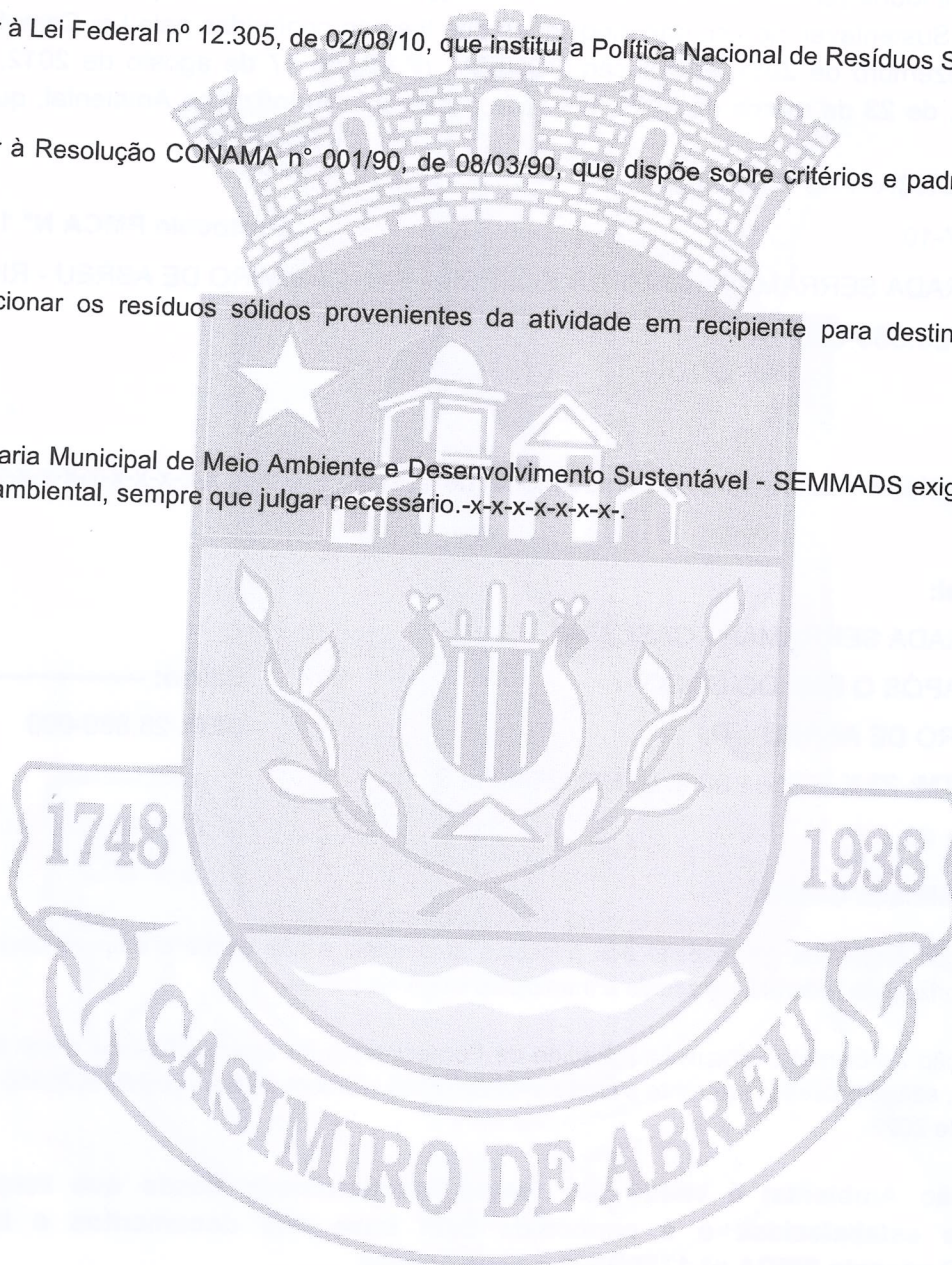 à Lei Federal nº 12.305, de 02/08/10, que institui a Política Nacional de Resíduos S
à Resolução CONAMA n° 001/90, de 08/03/90, que dispõe sobre critérios e padr
cionar os resíduos sólidos provenientes da atividade em recipiente para destin
aria Municipal de Meio Ambiente e Desenvolvimento Sustentável - SEMMADS exig
ambiental, sempre que julgar necessário.-x-x-x-x-x-x-x-.
1748
1938
CASIMIRO DE ABREU